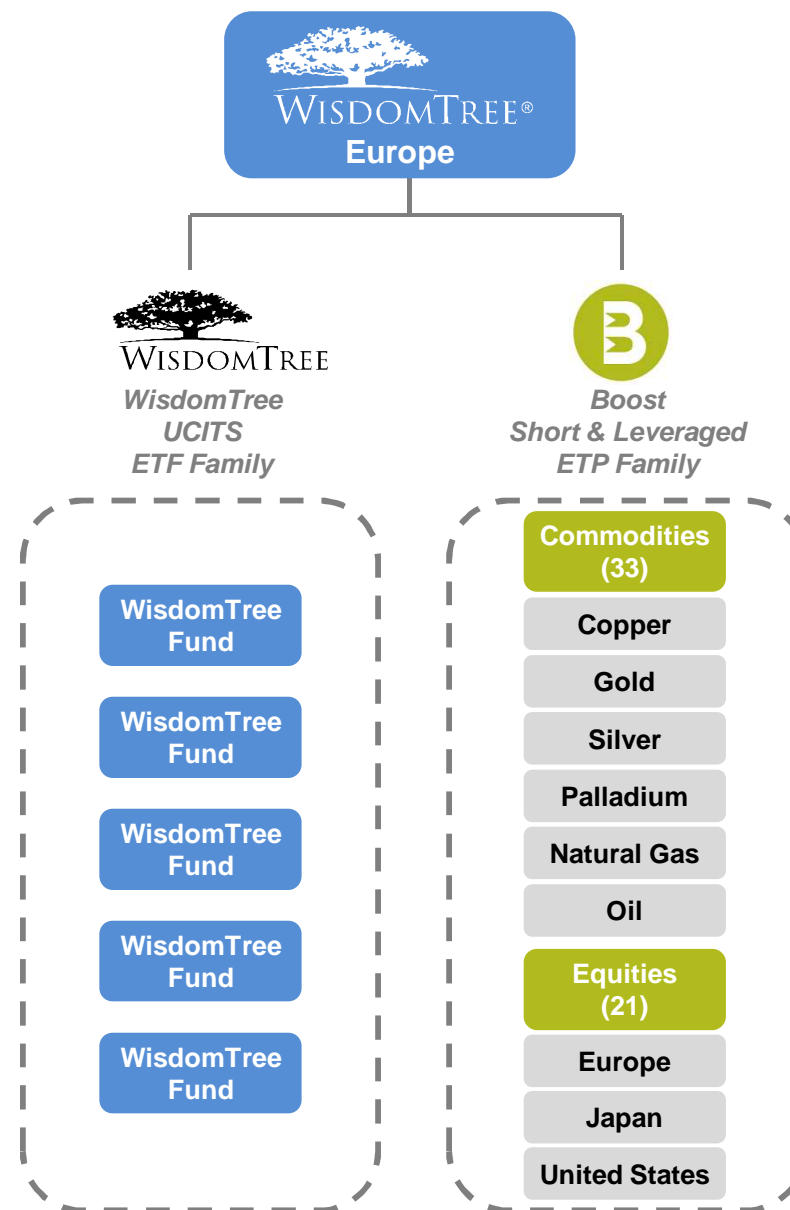 WISDOMTREE®
Europe
WISDOMTREE
WisdomTree
UCITS
ETF Family
WisdomTree
Fund
WisdomTree
Fund
WisdomTree
Fund
WisdomTree
Fund
WisdomTree
Fund
B
Boost
Short & Leveraged
ETP Family
Commodities
(33)
Copper
Gold
Silver
Palladium
Natural Gas
Oil
Equities
(21)
Europe
Japan
United States